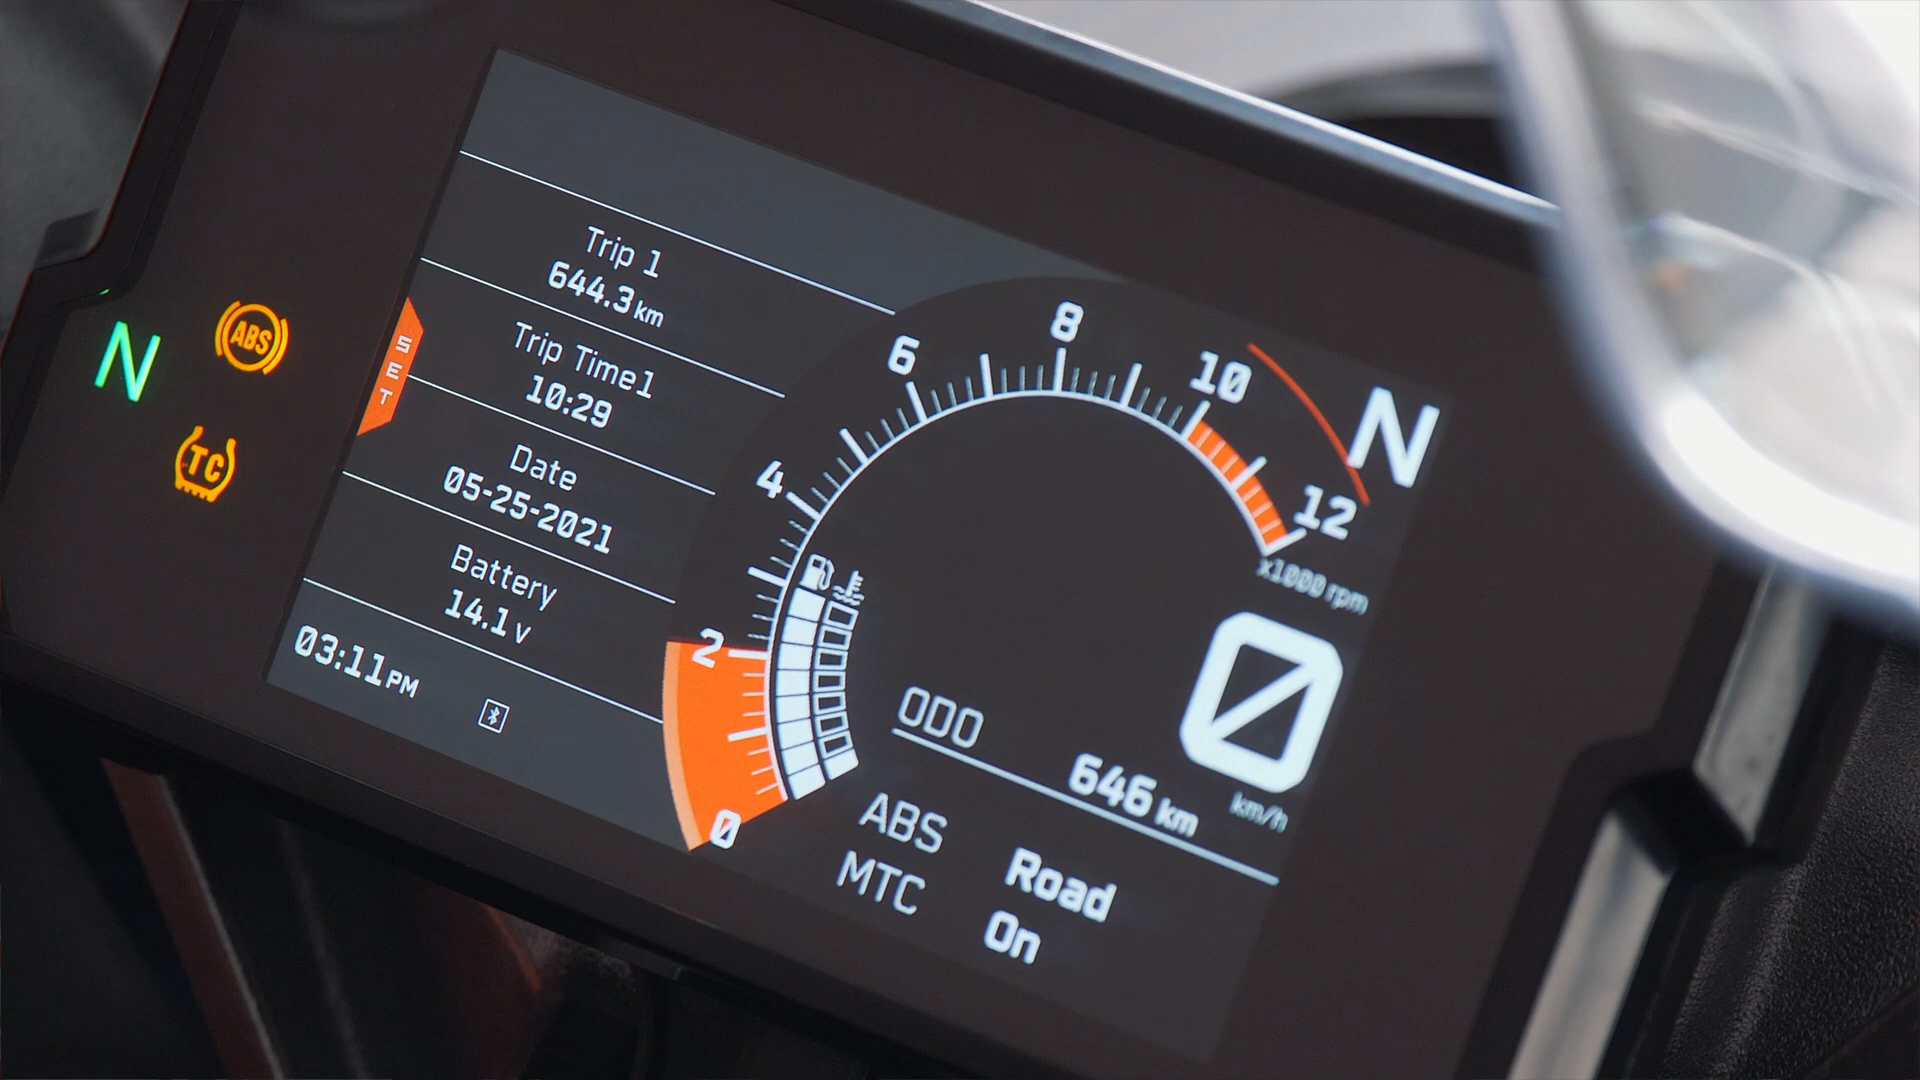 N
ABS
TC
SET
Trip 1
644.3 km
Trip Time1
10:29
Date
05-25-2021
Battery
14.1 V
03:11 PM
0
2
4
6
8
10
12
x1000 rpm
N
0
km/h
ODO
646 km
ABS Road
MTC On